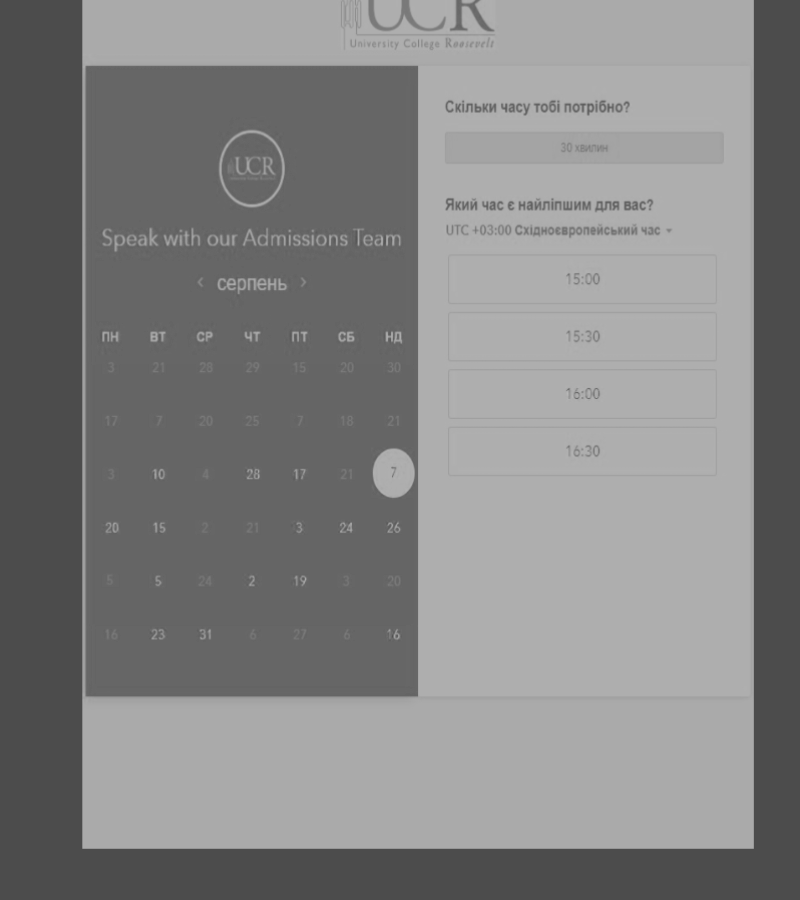 UCR
University College Roosevelt
UCR
Speak with our Admissions Team
‹ серпень ›
ПН ВТ СР ЧТ ПТ СБ НД
3 21 28 29 15 20 30
17 7 20 25 7 18 21
3 10 4 28 17 21 7
20 15 2 21 3 24 26
5 5 24 2 19 3 20
16 23 31 6 27 6 16
Скільки часу тобі потрібно?
30 хвилин
Який час є найліпшим для вас?
UTC +03:00 Східноєвропейський час
15:00
15:30
16:00
16:30